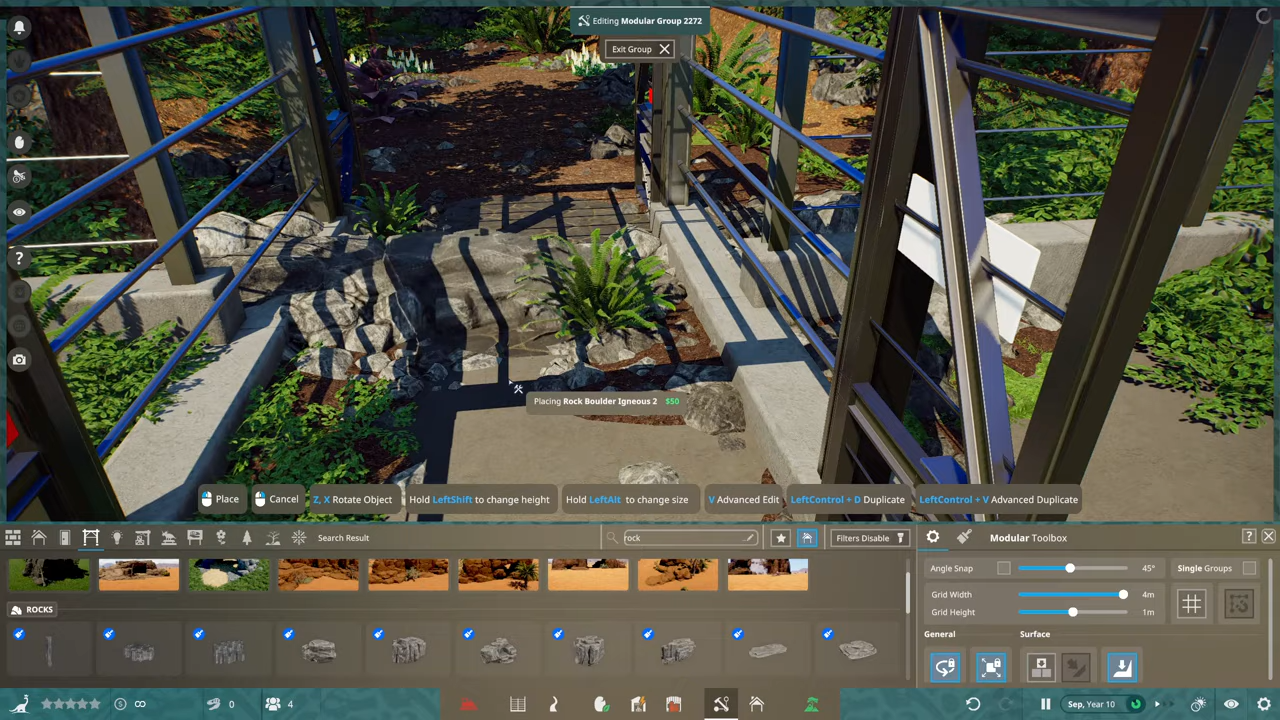 Editing Modular Group 2272
Exit Group
Placing Rock Boulder Igneous 2 $50
Place
Cancel
Z, X Rotate Object
Hold LeftShift to change height
Hold LeftAlt to change size
V Advanced Edit
LeftControl + D Duplicate
LeftControl + V Advanced Duplicate
Search Result
rock
Filters Disable
Modular Toolbox
?
Angle Snap
45°
Single Groups
Grid Width
4m
Grid Height
1m
General
Surface
ROCKS
?
0
4
Sep, Year 10